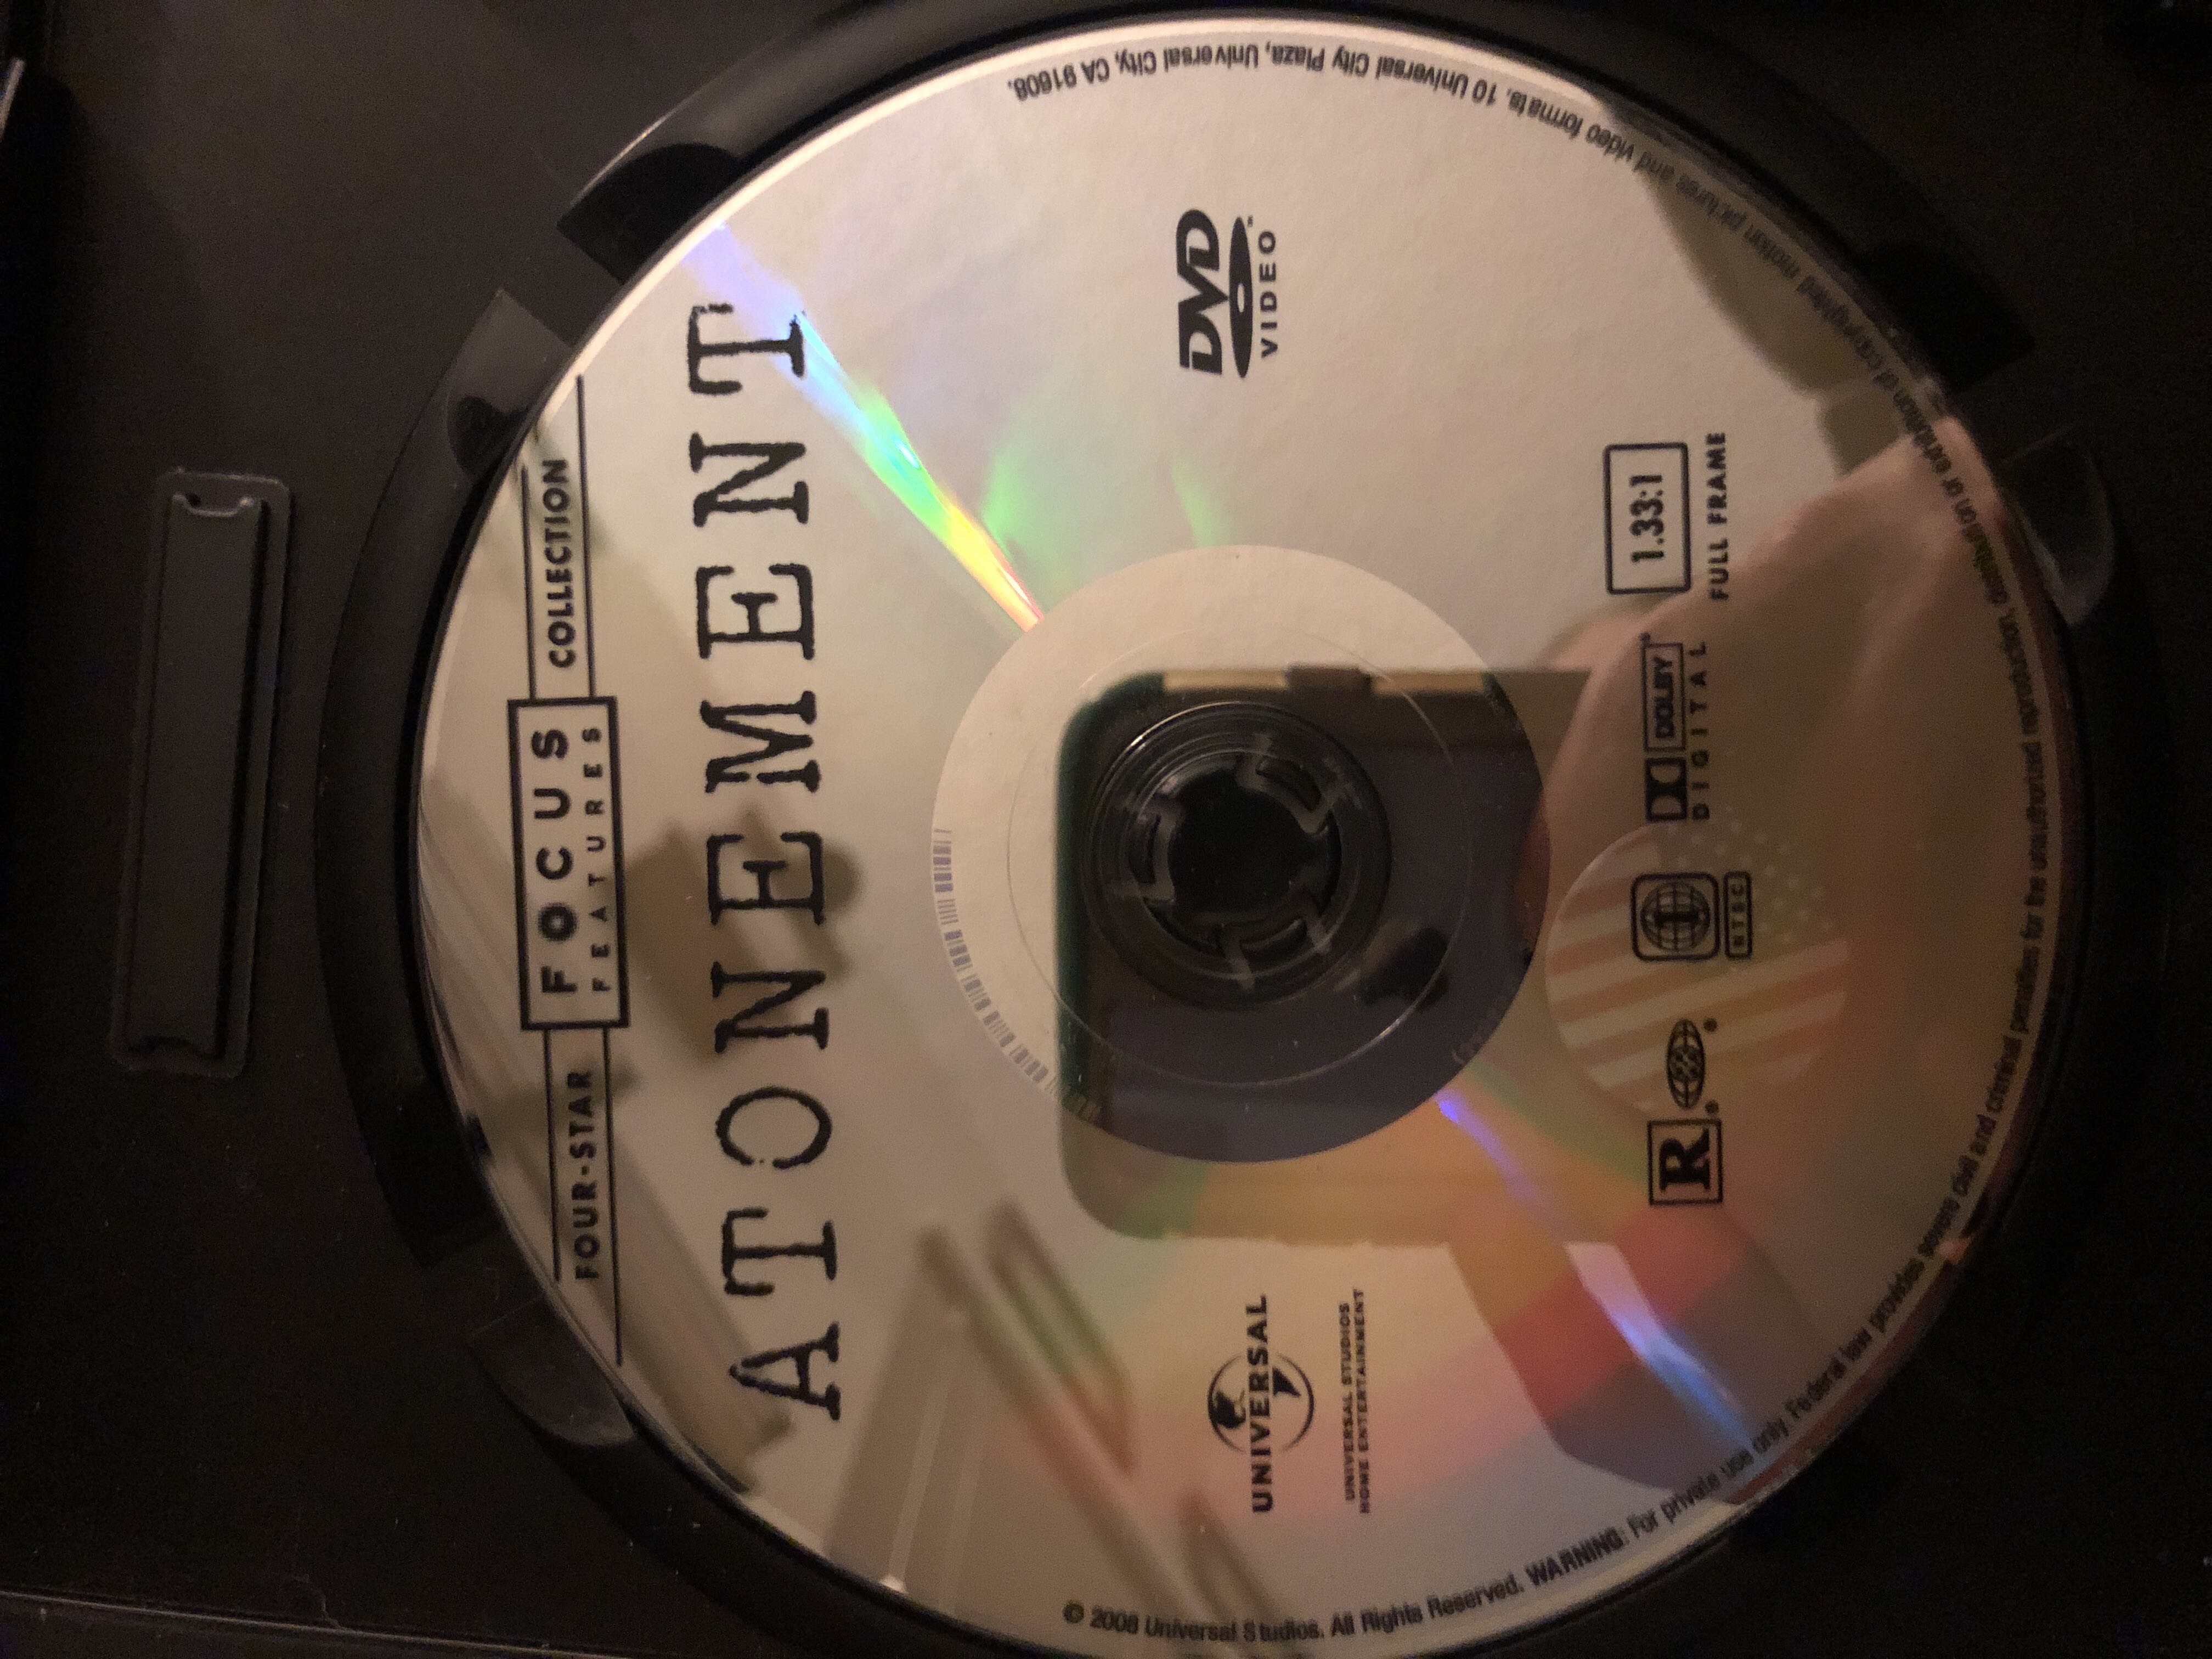 FOUR-STAR FOCUS FEATURES COLLECTION
ATONEMENT
UNIVERSAL
UNIVERSAL STUDIOS
HOME ENTERTAINMENT
DVD
VIDEO
R
NTSC
DOLBY
DIGITAL
1.33:1
FULL FRAME
© 2008 Universal Studios. All Rights Reserved. WARNING: For private use only. Federal law provides severe civil and criminal penalties for the unauthorized reproduction, distribution or exhibition of copyrighted motion pictures and video formats. 10 Universal City Plaza, Universal City, CA 91608.